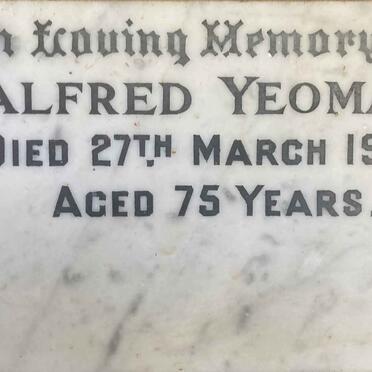 n Loving Memory
ALFRED YEOMA
DIED 27TH MARCH 19
AGED 75 YEARS.